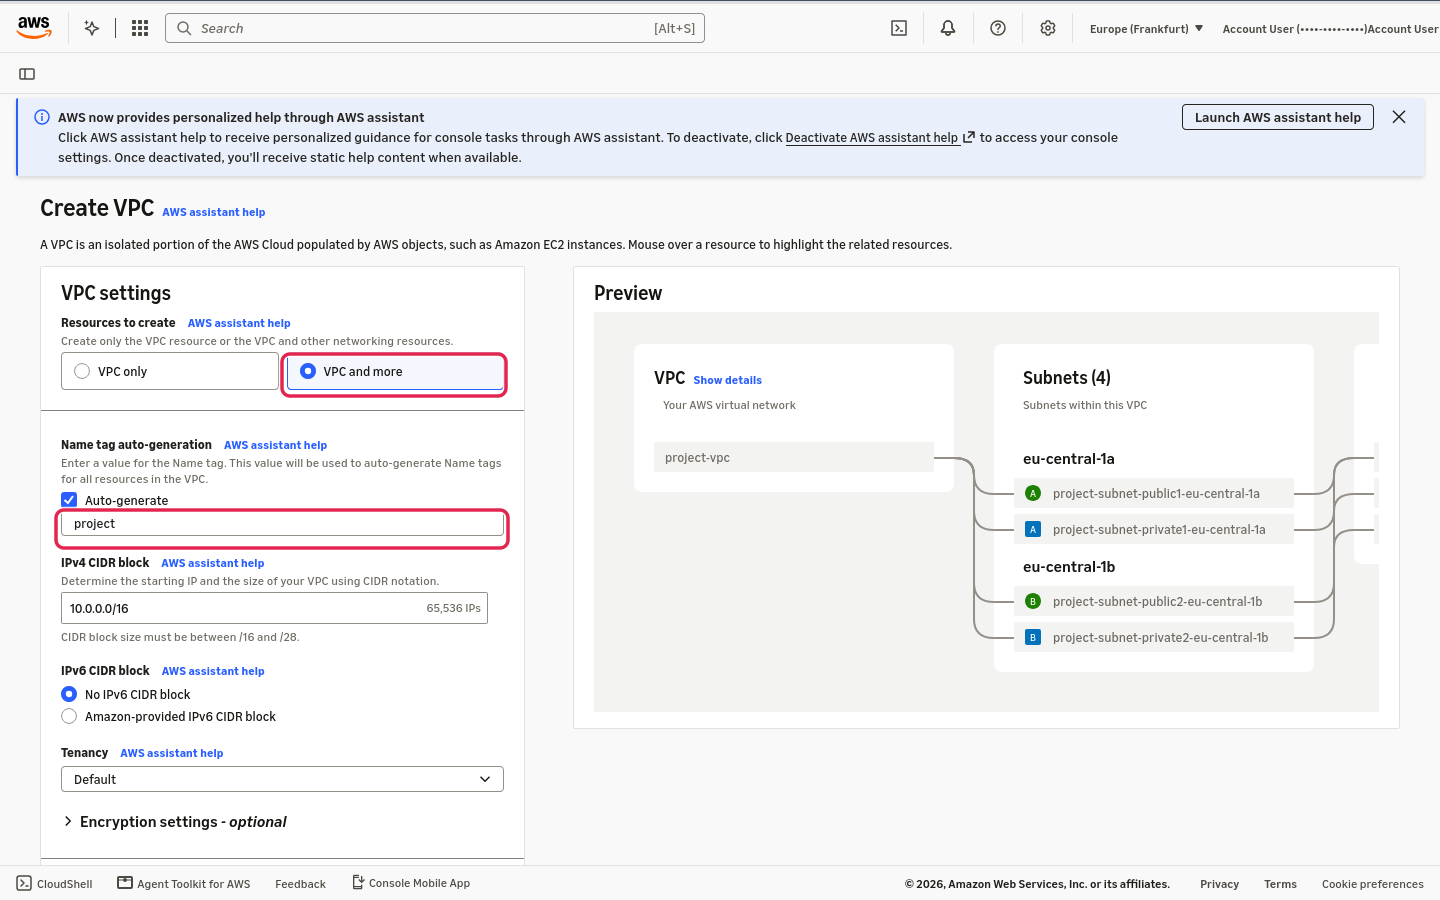 aws
Search [Alt+S]
Europe (Frankfurt) Account User (••••-••••-••••)Account User
AWS now provides personalized help through AWS assistant
Click AWS assistant help to receive personalized guidance for console tasks through AWS assistant. To deactivate, click Deactivate AWS assistant help to access your console
settings. Once deactivated, you'll receive static help content when available.
Launch AWS assistant help
Create VPC AWS assistant help
A VPC is an isolated portion of the AWS Cloud populated by AWS objects, such as Amazon EC2 instances. Mouse over a resource to highlight the related resources.
VPC settings
Resources to create AWS assistant help
Create only the VPC resource or the VPC and other networking resources.
VPC only
VPC and more
Name tag auto-generation AWS assistant help
Enter a value for the Name tag. This value will be used to auto-generate Name tags
for all resources in the VPC.
Auto-generate
project
IPv4 CIDR block AWS assistant help
Determine the starting IP and the size of your VPC using CIDR notation.
10.0.0.0/16 65,536 IPs
CIDR block size must be between /16 and /28.
IPv6 CIDR block AWS assistant help
No IPv6 CIDR block
Amazon-provided IPv6 CIDR block
Tenancy AWS assistant help
Default
Encryption settings - optional
Preview
VPC Show details
Your AWS virtual network
project-vpc
Subnets (4)
Subnets within this VPC
eu-central-1a
A project-subnet-public1-eu-central-1a
A project-subnet-private1-eu-central-1a
eu-central-1b
B project-subnet-public2-eu-central-1b
B project-subnet-private2-eu-central-1b
CloudShell Agent Toolkit for AWS Feedback Console Mobile App
© 2026, Amazon Web Services, Inc. or its affiliates. Privacy Terms Cookie preferences